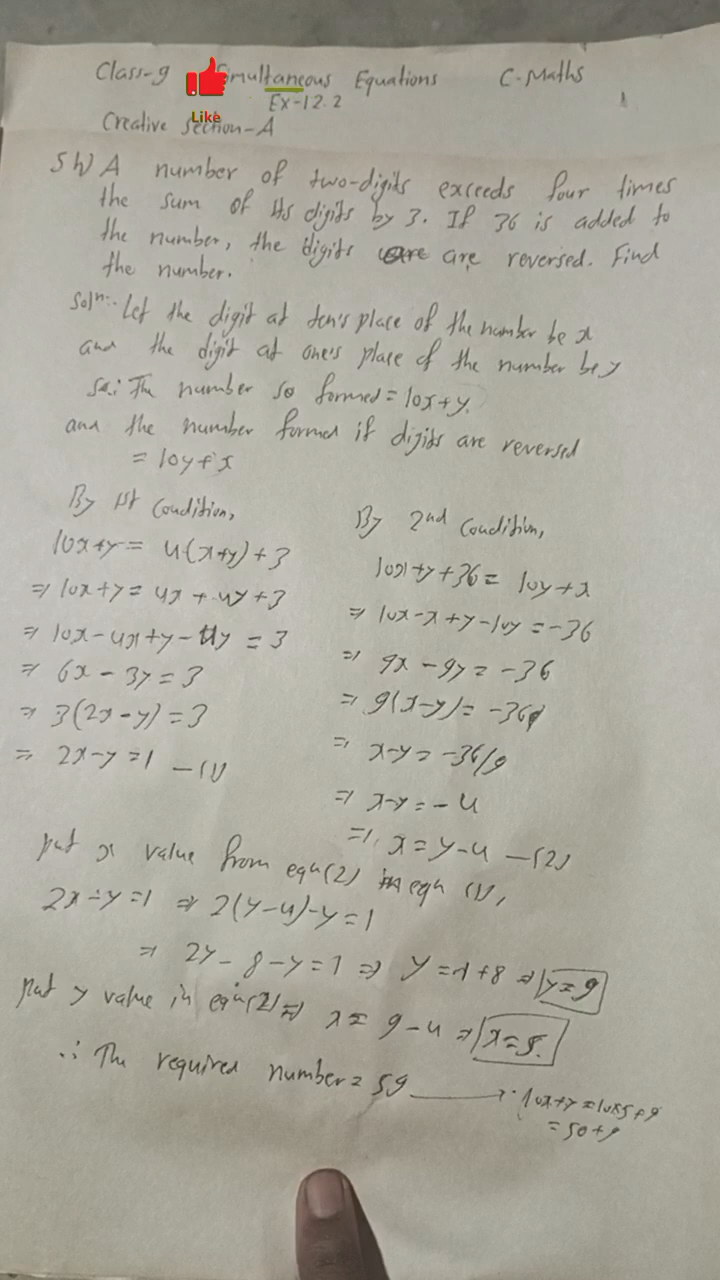 Class-9 Simultaneous Equations C-Maths
Ex-12.2
Like
Creative Section-A
A number of two-digits exceeds four times
the sum of its digits by 3. If 36 is added to
the number, the digits are reversed. Find
the number.
Soln:- Let the digit at ten's place of the number be x
and the digit at one's place of the number be y
The number so formed = 10x+y.
and the number formed if digits are reversed
= 10y+x
By 1st Condition,
10x+y = 4(x+y)+3
⇒ 10x+y = 4x+4y+3
⇒ 10x-4x+y-4y = 3
⇒ 6x-3y = 3
⇒ 3(2x-y) = 3
⇒ 2x-y = 1 —(1)
By 2nd Condition,
10x+y+36 = 10y+x
⇒ 10x-x+y-10y = -36
⇒ 9x-9y = -36
⇒ 9(x-y) = -36
⇒ x-y = -36/9
⇒ x-y = -4
⇒ x = y-4 —(2)
put x value from eqn(2) in eqn (1),
2x-y=1 ⇒ 2(y-4)-y=1
⇒ 2y-8-y=1 ⇒ y=1+8 ⇒ y=9
put y value in eqn(2) ⇒ x = 9-4 ⇒ x=5.
∴ The required number = 59
10x+y = 10×5+9
= 50+9